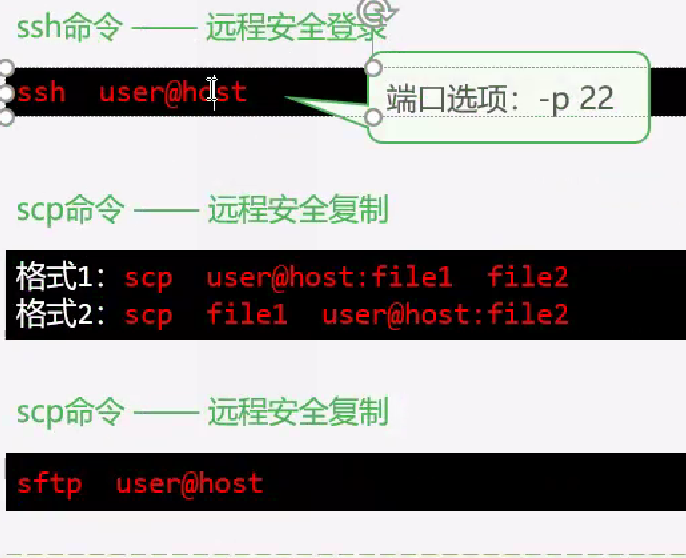 ssh命令 —— 远程安全登录
ssh user@host
端口选项：-p 22
scp命令 —— 远程安全复制
格式1：scp user@host:file1 file2
格式2：scp file1 user@host:file2
scp命令 —— 远程安全复制
sftp user@host